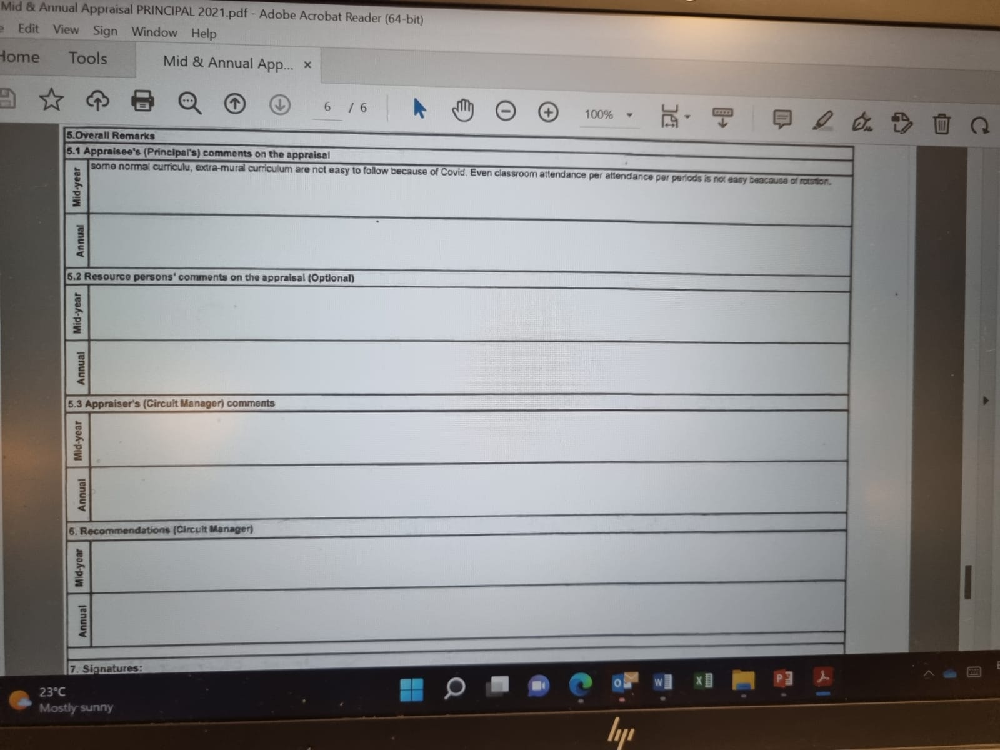 Mid & Annual Appraisal PRINCIPAL 2021.pdf - Adobe Acrobat Reader (64-bit)
Edit View Sign Window Help
Home Tools Mid & Annual App... ×
6 / 6 100%
5.Overall Remarks
5.1 Appraisee's (Principal's) comments on the appraisal
Mid-year some normal curriculu, extra-mural curriculum are not easy to follow because of Covid. Even classroom attendance per attendance per periods is not easy beacause of rotation.
Annual
5.2 Resource persons' comments on the appraisal (Optional)
Mid-year
Annual
5.3 Appraiser's (Circuit Manager) comments
Mid-year
Annual
6. Recommendations (Circuit Manager)
Mid-year
Annual
7. Signatures:
23°C
Mostly sunny
hp